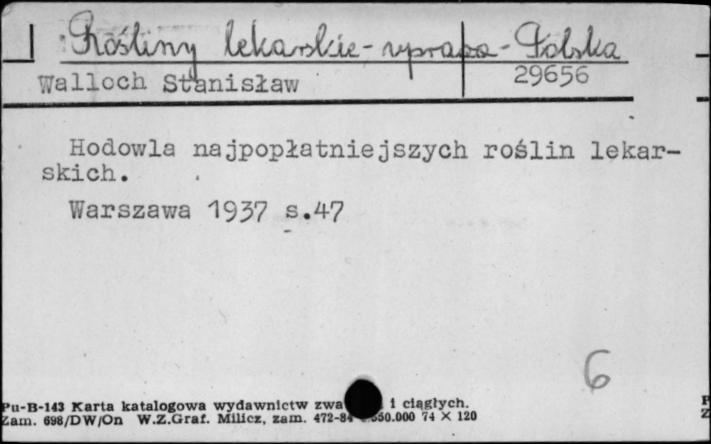 Rośliny lekarskie - uprawa - Polska
Walloch Stanisław 29656
Hodowla najpopłatniejszych roślin lekar-
skich.
Warszawa 1937 s.47
6
Pu-B-143 Karta katalogowa wydawnictw zwa i ciągłych.
Zam. 698/DW/On W.Z.Graf. Milicz, zam. 472-84 550.000 74 × 120